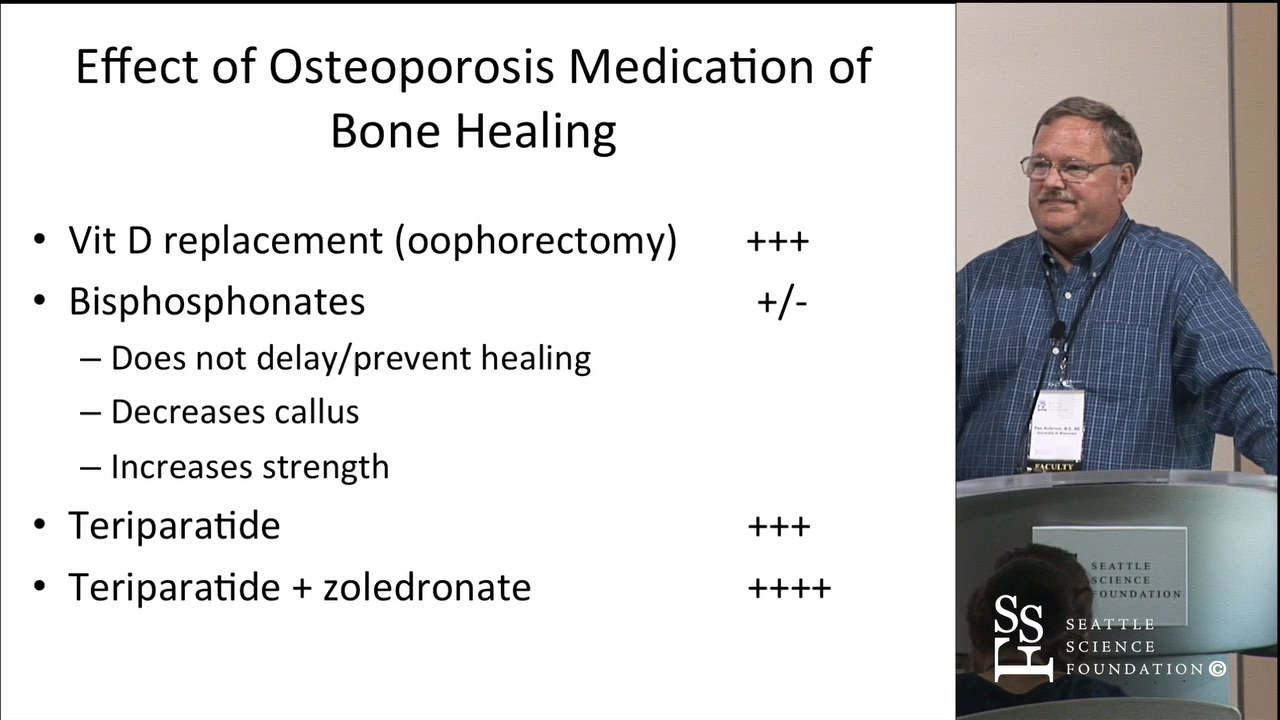 Effect of Osteoporosis Medication of
Bone Healing
• Vit D replacement (oophorectomy) +++
• Bisphosphonates +/-
– Does not delay/prevent healing
– Decreases callus
– Increases strength
• Teriparatide +++
• Teriparatide + zoledronate ++++
FACULTY
SEATTLE
SCIENCE
FOUNDATION
SSF
SEATTLE
SCIENCE
FOUNDATION©